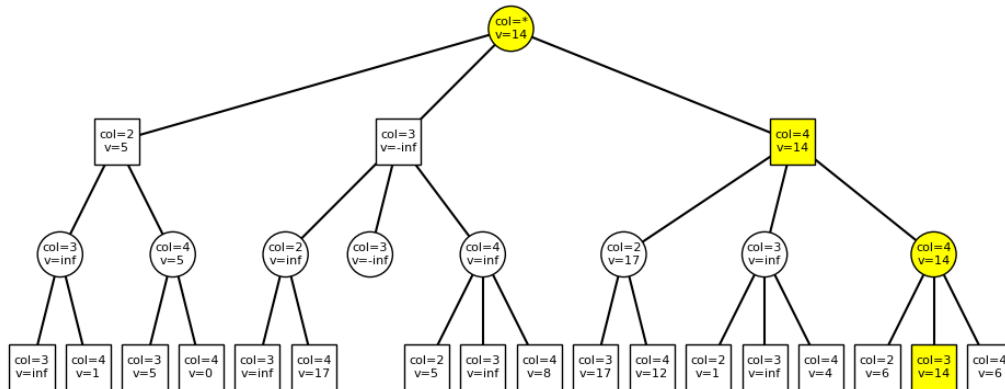 col=*
v=14
col=2
v=5
col=3
v=-inf
col=4
v=14
col=3
v=inf
col=4
v=5
col=2
v=inf
col=3
v=-inf
col=4
v=inf
col=2
v=17
col=3
v=inf
col=4
v=14
col=3
v=inf
col=4
v=1
col=3
v=5
col=4
v=0
col=3
v=inf
col=4
v=17
col=2
v=5
col=3
v=inf
col=4
v=8
col=3
v=17
col=4
v=12
col=2
v=1
col=3
v=inf
col=4
v=4
col=2
v=6
col=3
v=14
col=4
v=6